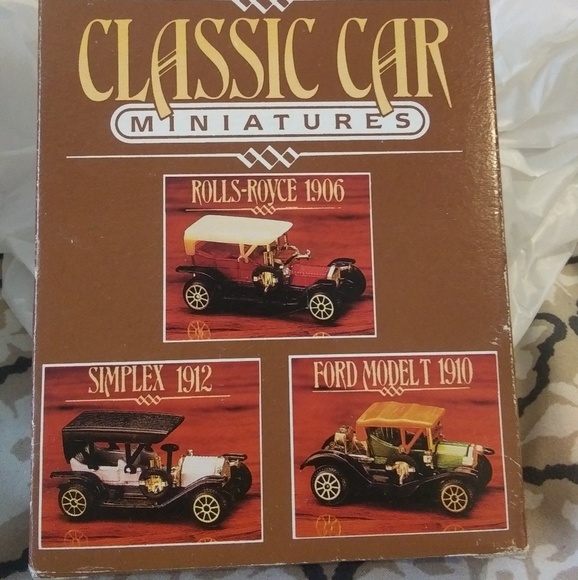 CLASSIC CAR
MINIATURES
ROLLS-ROYCE 1906
SIMPLEX 1912
FORD MODEL T 1910